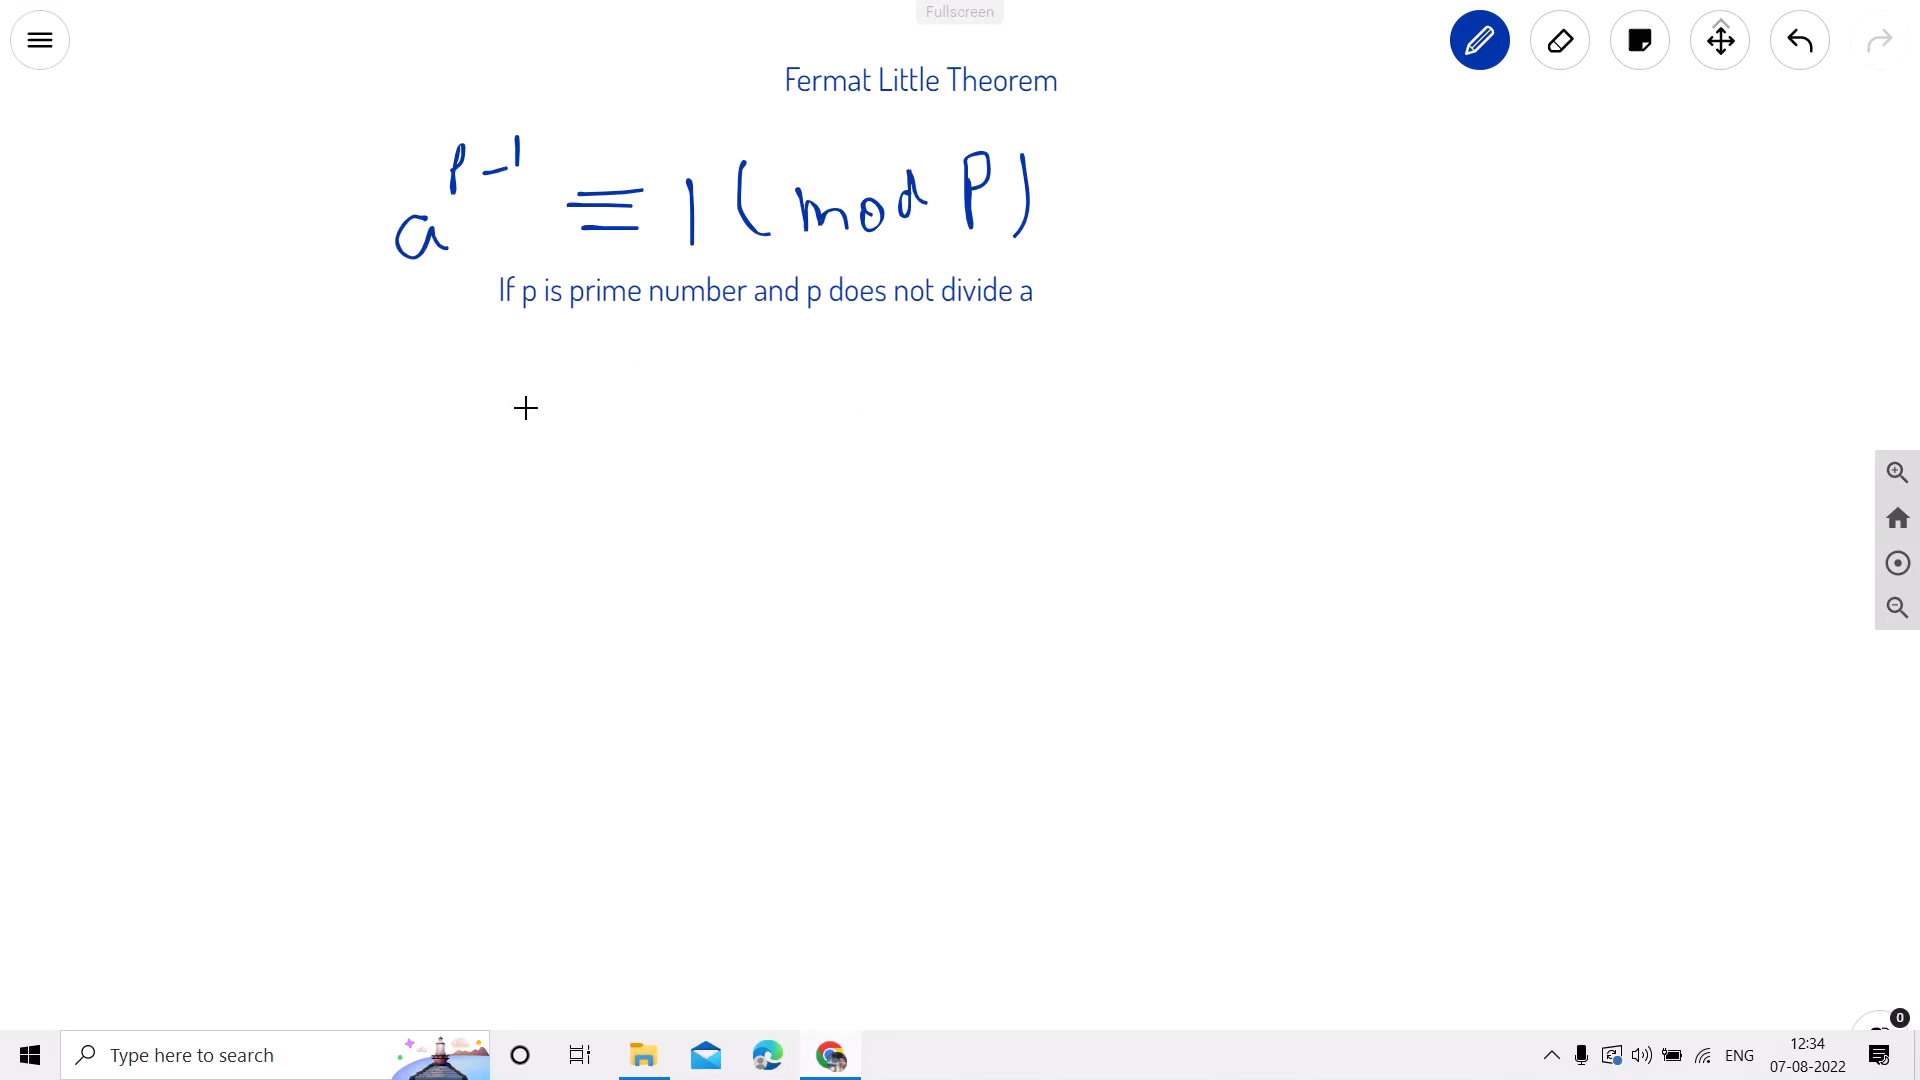 Fullscreen
Fermat Little Theorem
a^{p-1} ≡ 1 (mod P)
If p is prime number and p does not divide a
0
Type here to search
ENG
12:34
07-08-2022